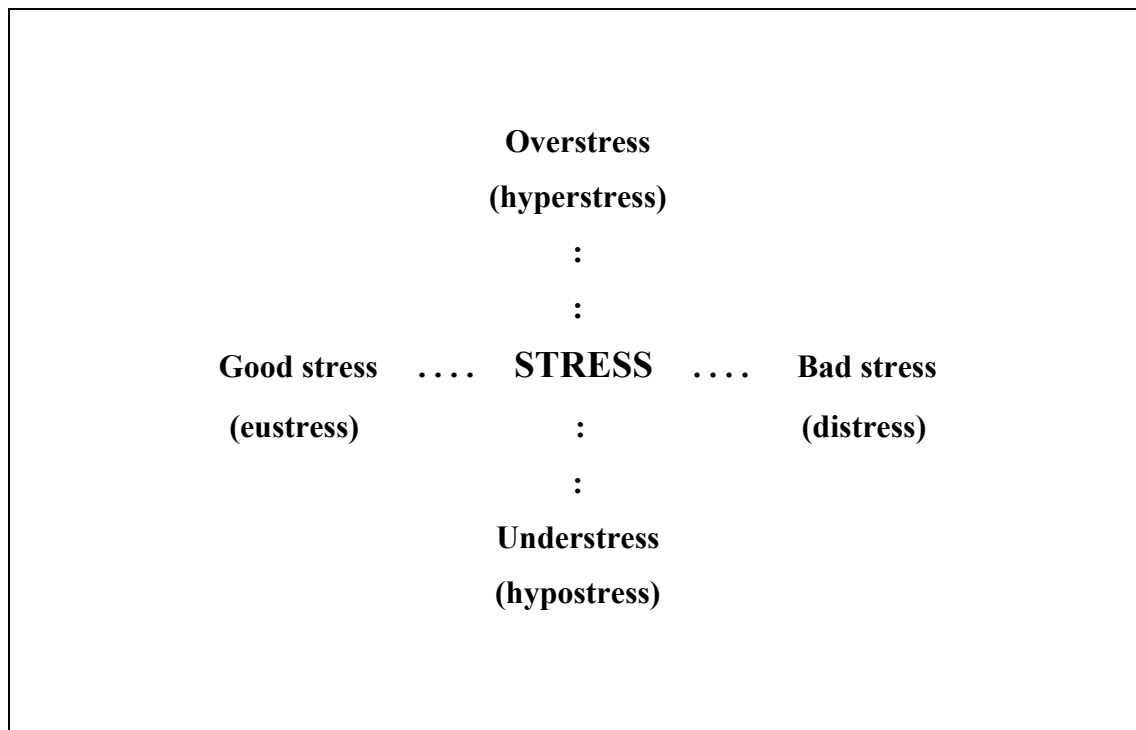 Overstress
(hyperstress)
:
:
Good stress .... STRESS .... Bad stress
(eustress) : (distress)
:
Understress
(hypostress)